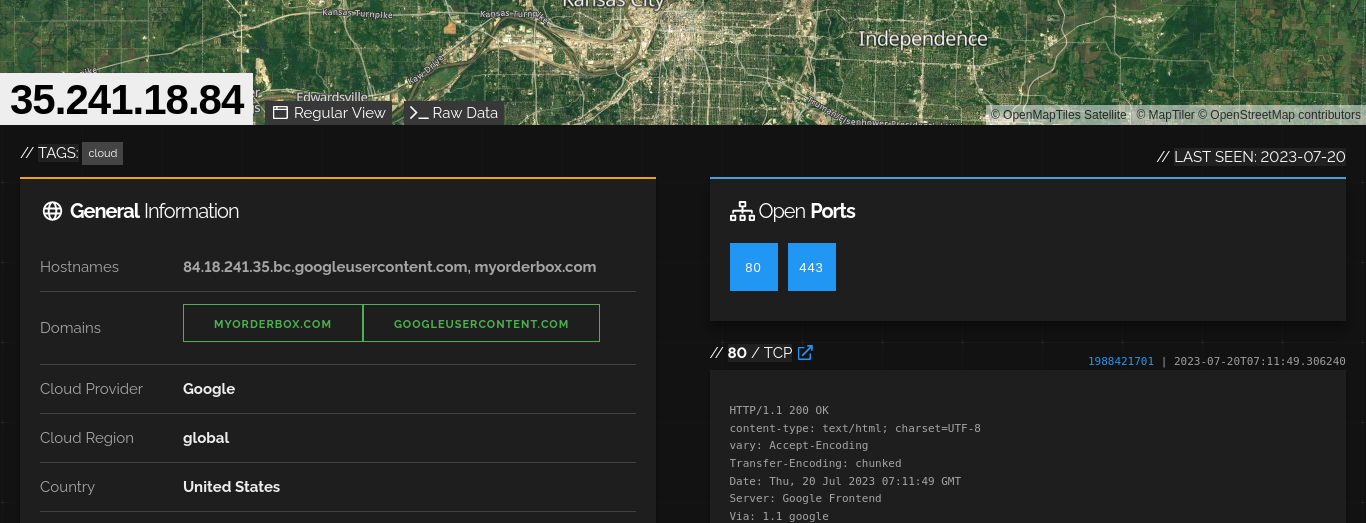 Kansas City
Kansas Turnpike
Kansas Turnpike
Independence
Kaw Drive
Edwardsville
35.241.18.84
Regular View
Raw Data
© OpenMapTiles Satellite © MapTiler © OpenStreetMap contributors
// TAGS: cloud
// LAST SEEN: 2023-07-20
General Information
Hostnames 84.18.241.35.bc.googleusercontent.com, myorderbox.com
Domains MYORDERBOX.COM GOOGLEUSERCONTENT.COM
Cloud Provider Google
Cloud Region global
Country United States
Open Ports
80 443
// 80 / TCP
1988421701 | 2023-07-20T07:11:49.306240
HTTP/1.1 200 OK
content-type: text/html; charset=UTF-8
vary: Accept-Encoding
Transfer-Encoding: chunked
Date: Thu, 20 Jul 2023 07:11:49 GMT
Server: Google Frontend
Via: 1.1 google